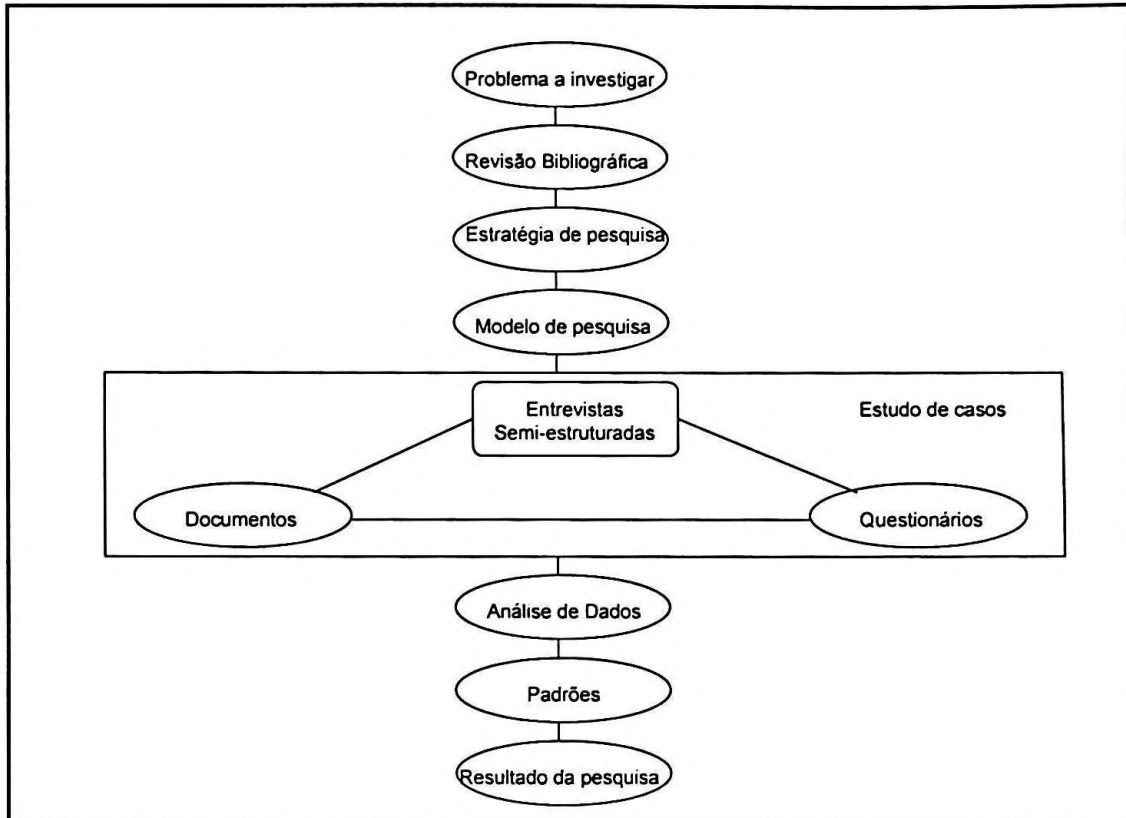 Problema a investigar
Revisão Bibliográfica
Estratégia de pesquisa
Modelo de pesquisa
Entrevistas
Semi-estruturadas
Estudo de casos
Documentos
Questionários
Análise de Dados
Padrões
Resultado da pesquisa